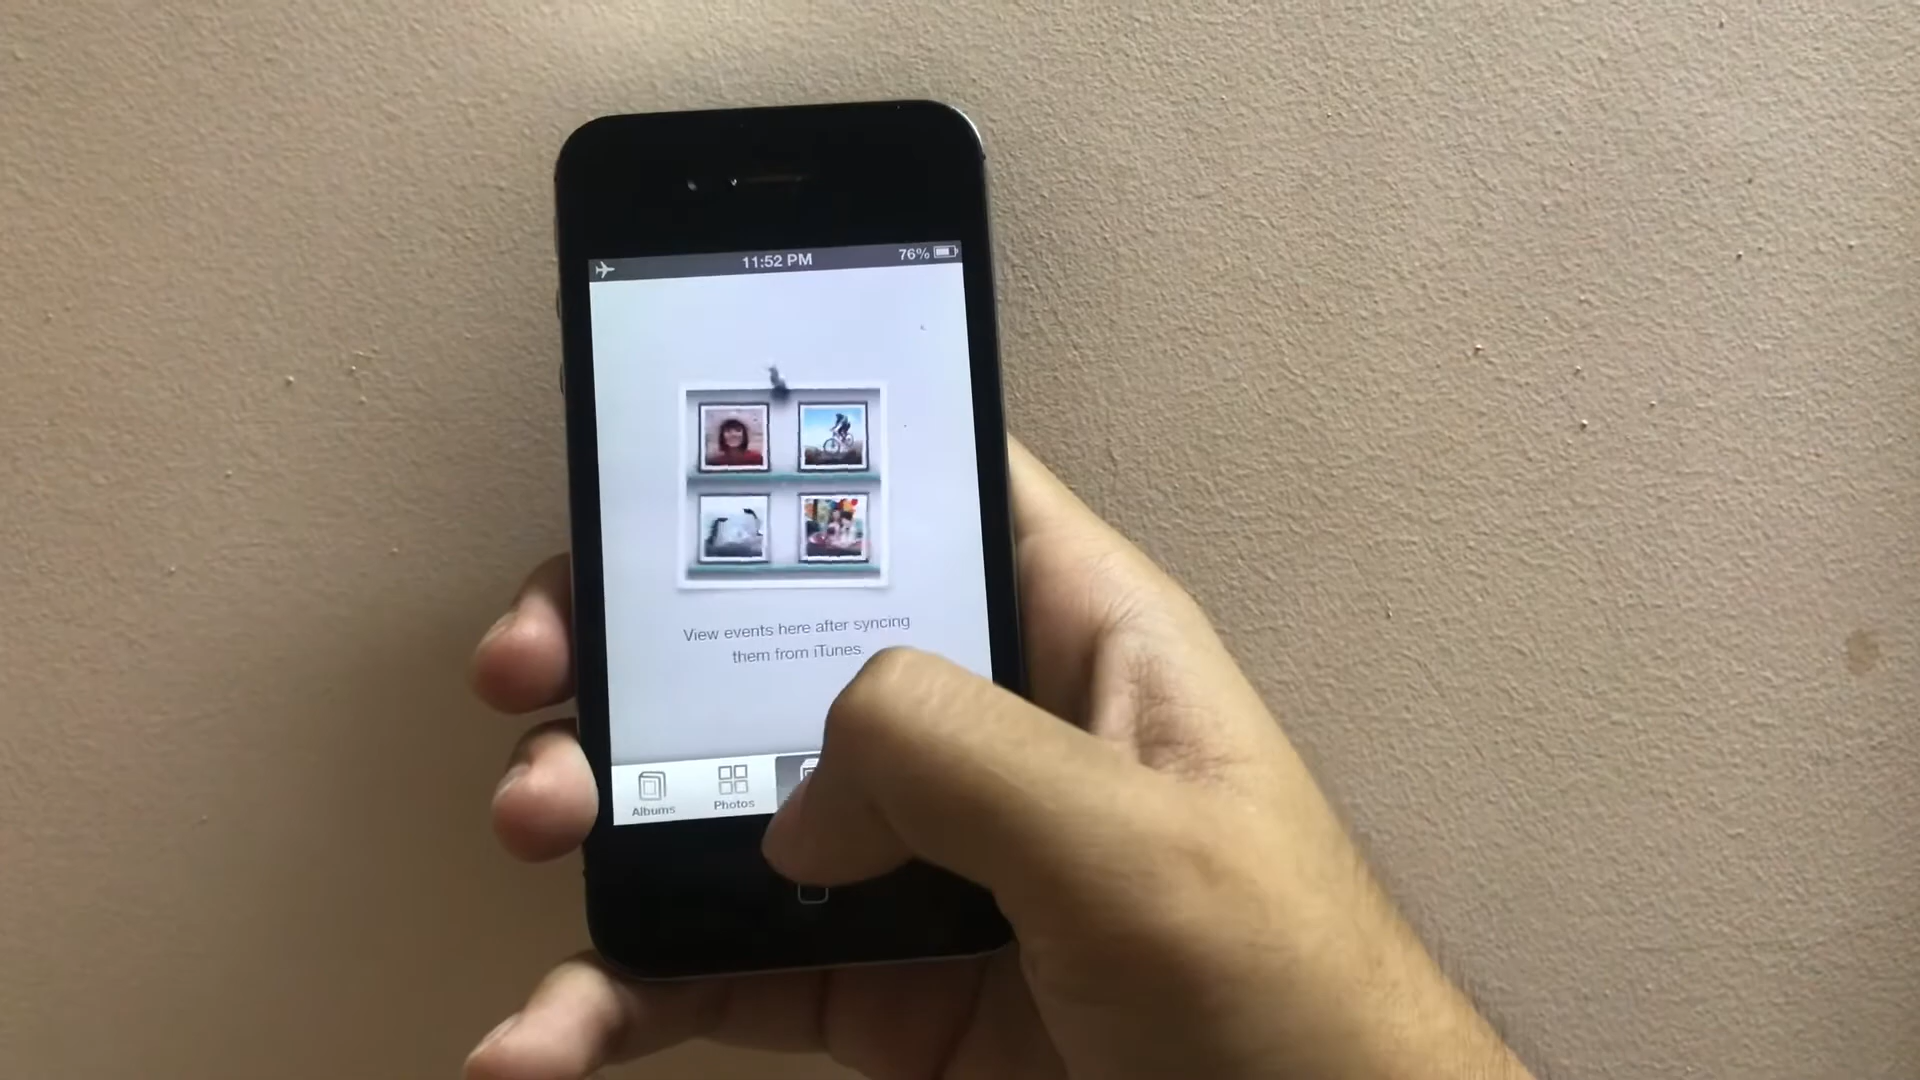 11:52 PM
76%
View events here after syncing
them from iTunes.
Albums
Photos